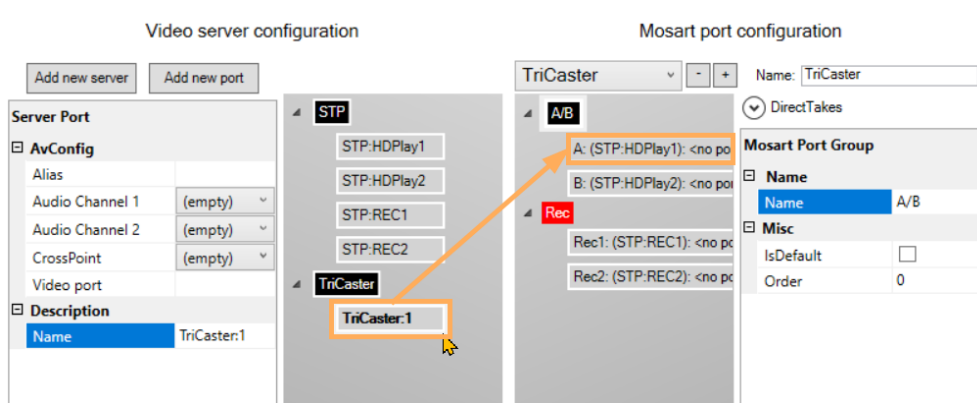 Video server configuration
Mosart port configuration
Add new server
Add new port
Server Port
AvConfig
Alias
Audio Channel 1 (empty)
Audio Channel 2 (empty)
CrossPoint (empty)
Video port
Description
Name TriCaster:1
STP
STP:HDPlay1
STP:HDPlay2
STP:REC1
STP:REC2
TriCaster
TriCaster:1
TriCaster - +
A/B
A: (STP:HDPlay1): <no po
B: (STP:HDPlay2): <no por
Rec
Rec1: (STP:REC1): <no po
Rec2: (STP:REC2): <no po
Name: TriCaster
DirectTakes
Mosart Port Group
Name
Name A/B
Misc
IsDefault
Order 0